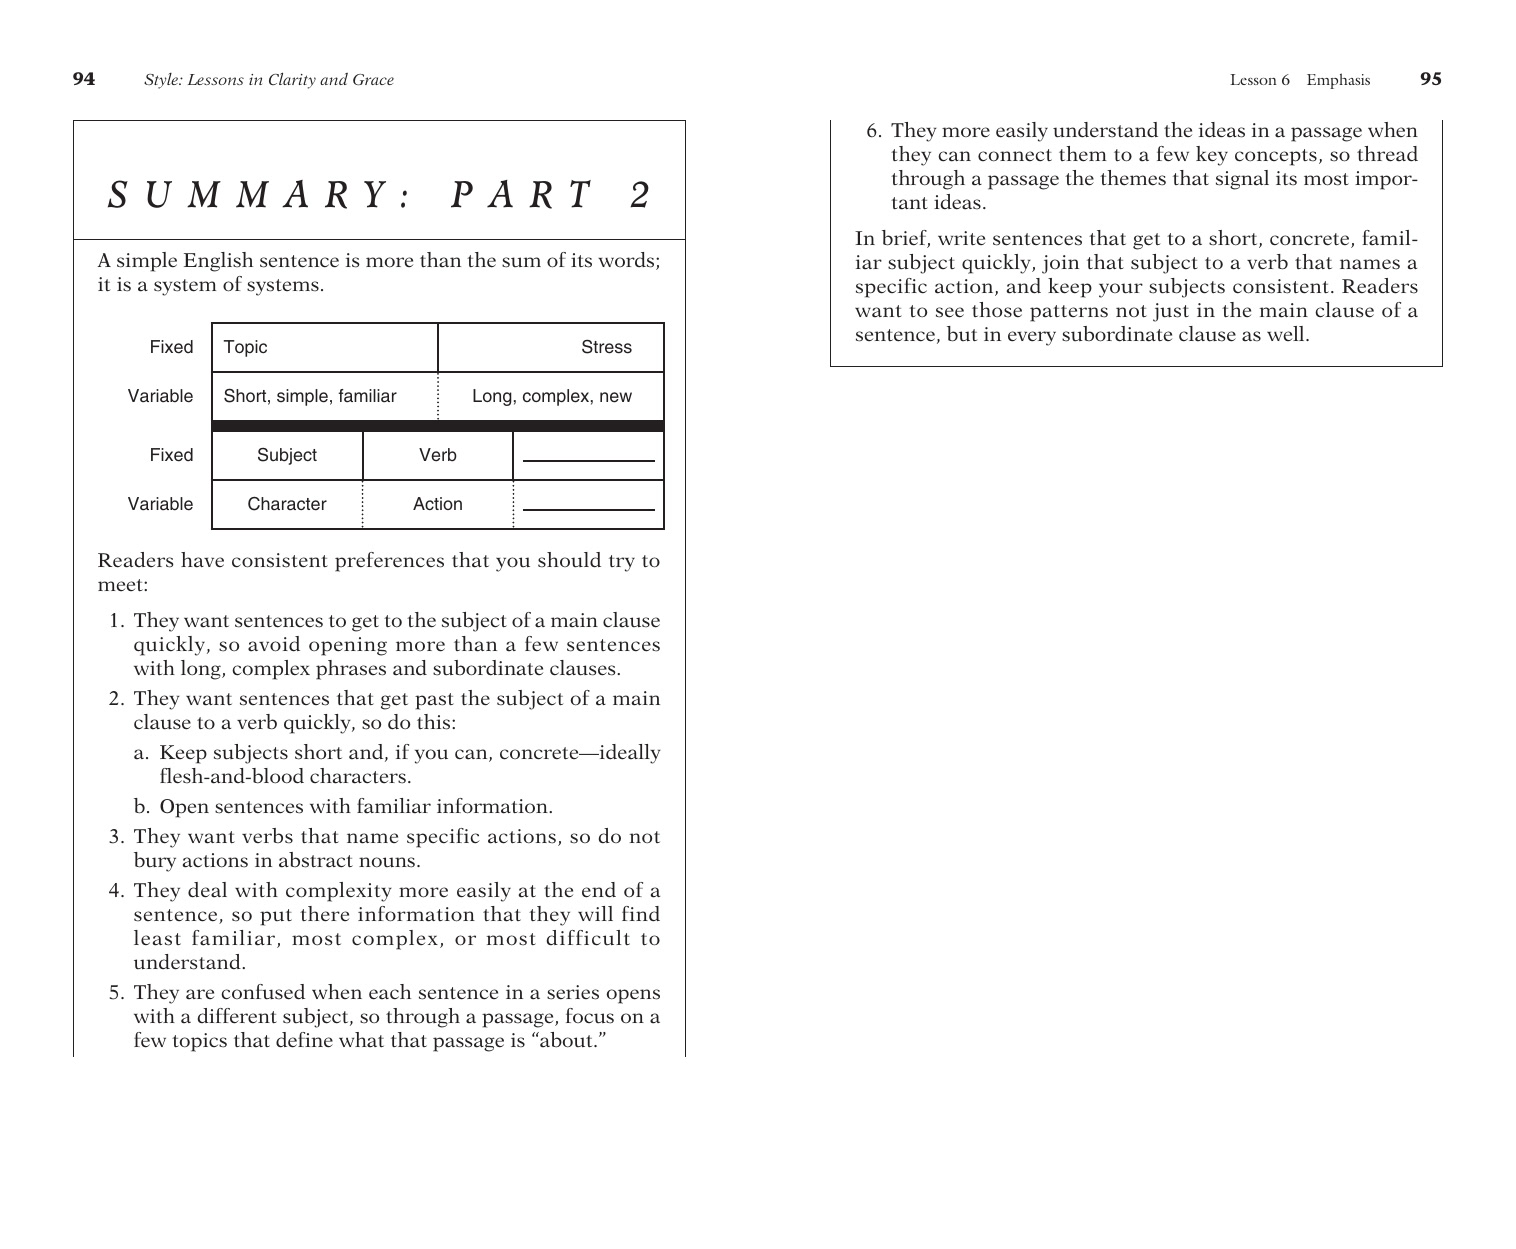 94 Style: Lessons in Clarity and Grace
SUMMARY: PART 2
A simple English sentence is more than the sum of its words;
it is a system of systems.
Fixed Topic Stress
Variable Short, simple, familiar Long, complex, new
Fixed Subject Verb
Variable Character Action
Readers have consistent preferences that you should try to
meet:
1. They want sentences to get to the subject of a main clause
quickly, so avoid opening more than a few sentences
with long, complex phrases and subordinate clauses.
2. They want sentences that get past the subject of a main
clause to a verb quickly, so do this:
a. Keep subjects short and, if you can, concrete—ideally
flesh-and-blood characters.
b. Open sentences with familiar information.
3. They want verbs that name specific actions, so do not
bury actions in abstract nouns.
4. They deal with complexity more easily at the end of a
sentence, so put there information that they will find
least familiar, most complex, or most difficult to
understand.
5. They are confused when each sentence in a series opens
with a different subject, so through a passage, focus on a
few topics that define what that passage is “about.”
Lesson 6 Emphasis 95
6. They more easily understand the ideas in a passage when
they can connect them to a few key concepts, so thread
through a passage the themes that signal its most impor-
tant ideas.
In brief, write sentences that get to a short, concrete, famil-
iar subject quickly, join that subject to a verb that names a
specific action, and keep your subjects consistent. Readers
want to see those patterns not just in the main clause of a
sentence, but in every subordinate clause as well.